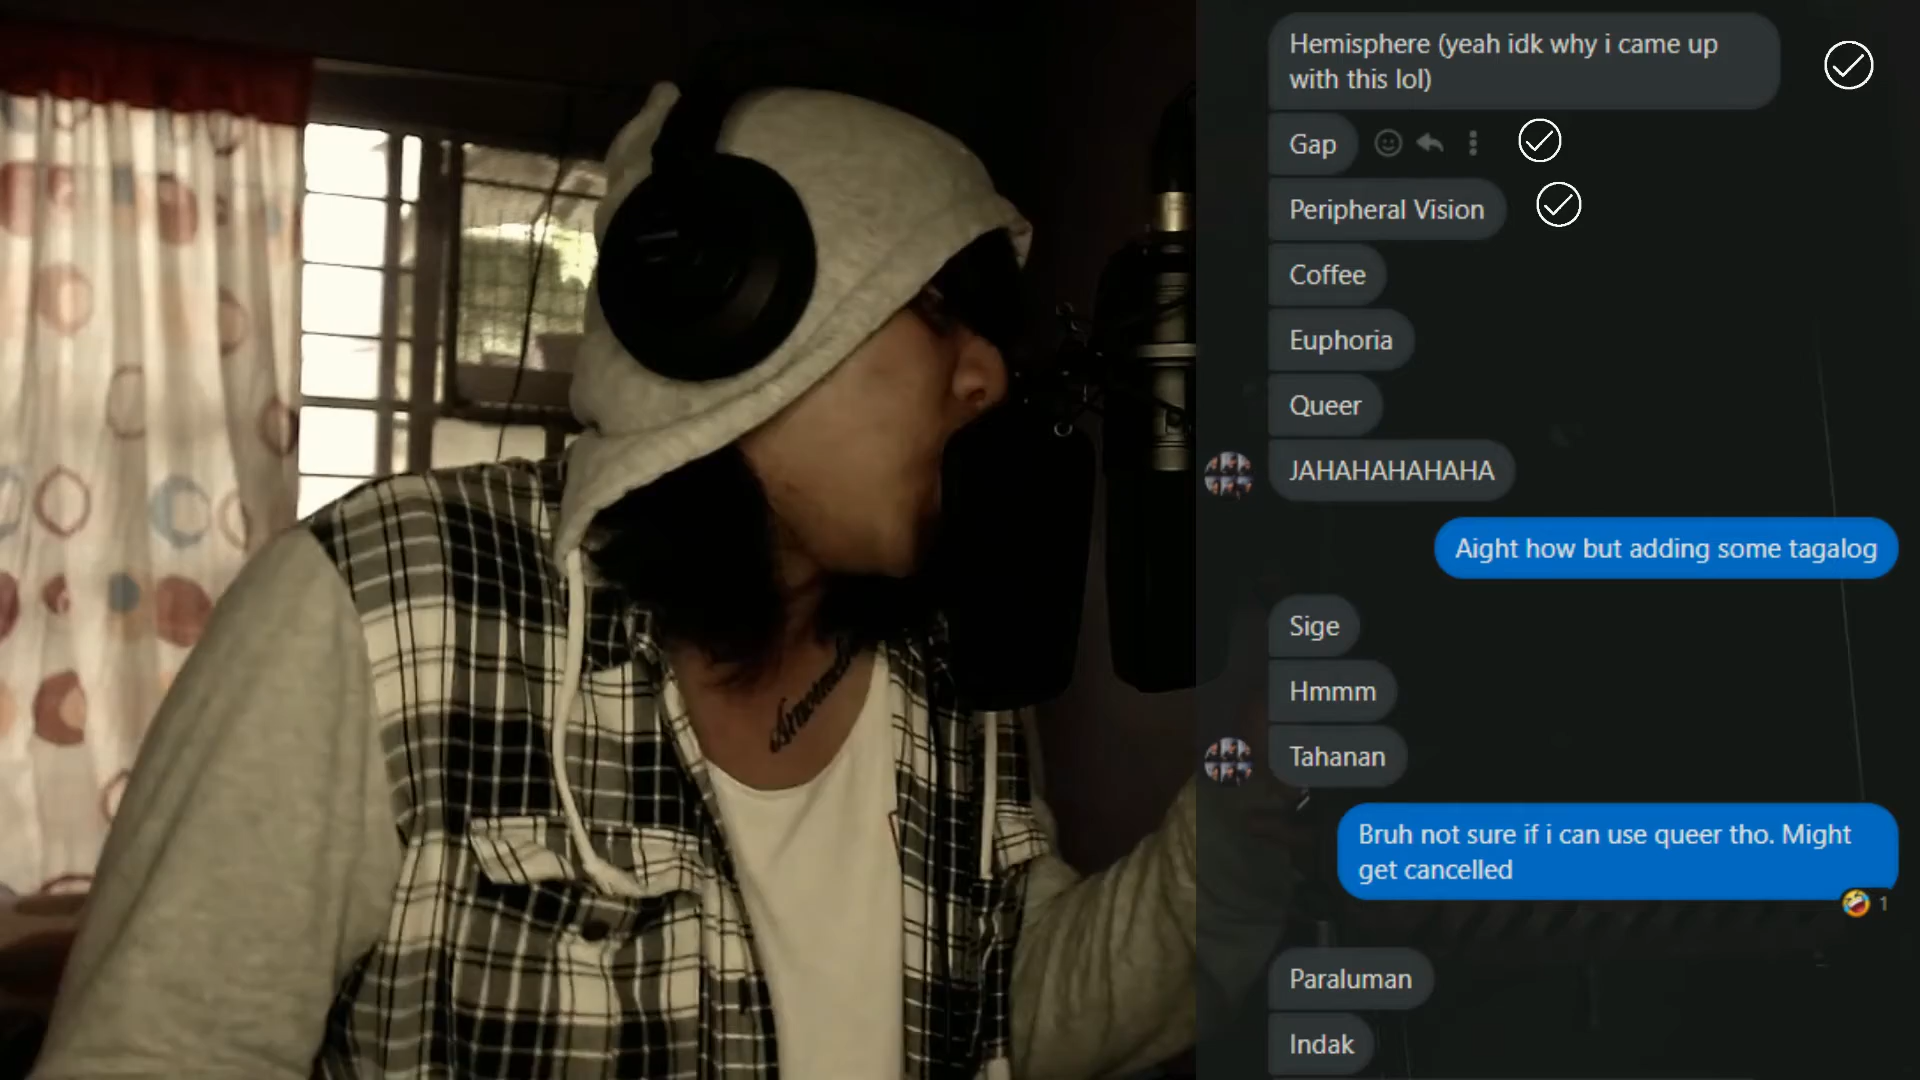 Hemisphere (yeah idk why i came up
with this lol)
Gap
Peripheral Vision
Coffee
Euphoria
Queer
JAHAHAHAHAHA
Aight how but adding some tagalog
Sige
Hmmm
Tahanan
Bruh not sure if i can use queer tho. Might
get cancelled
1
Paraluman
Indak